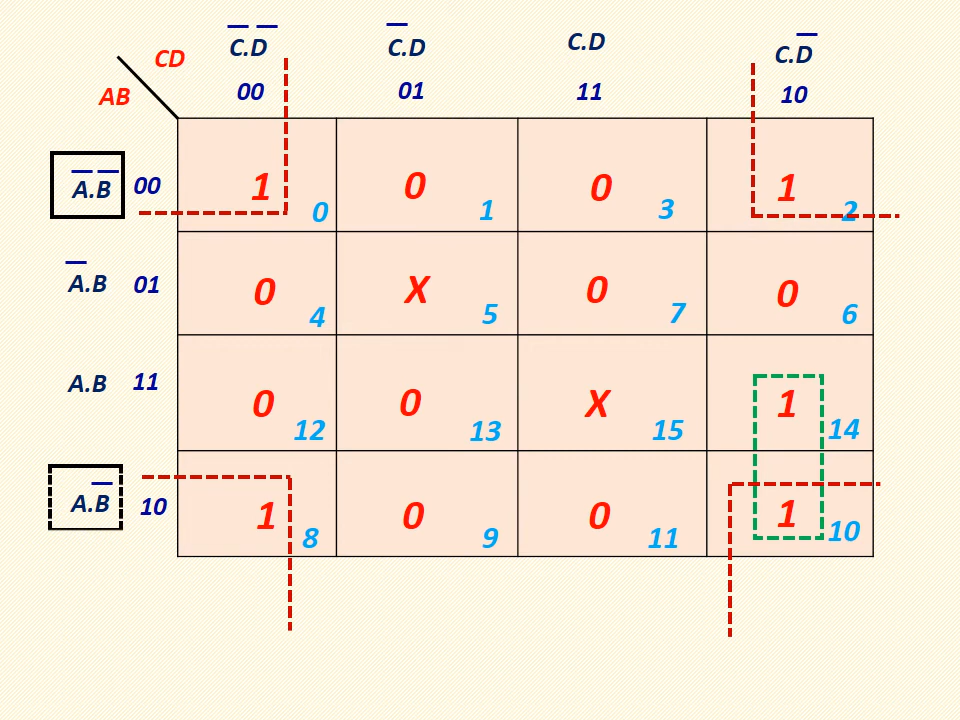 C̅.D̅ C̅.D C.D C.D̅
CD
AB 00 01 11 10
A̅.B̅ 00 1 0 0 0 1 3 1 2
A̅.B 01 0 4 X 5 0 7 0 6
A.B 11 0 12 0 13 X 15 1 14
A.B̅ 10 1 8 0 9 0 11 1 10